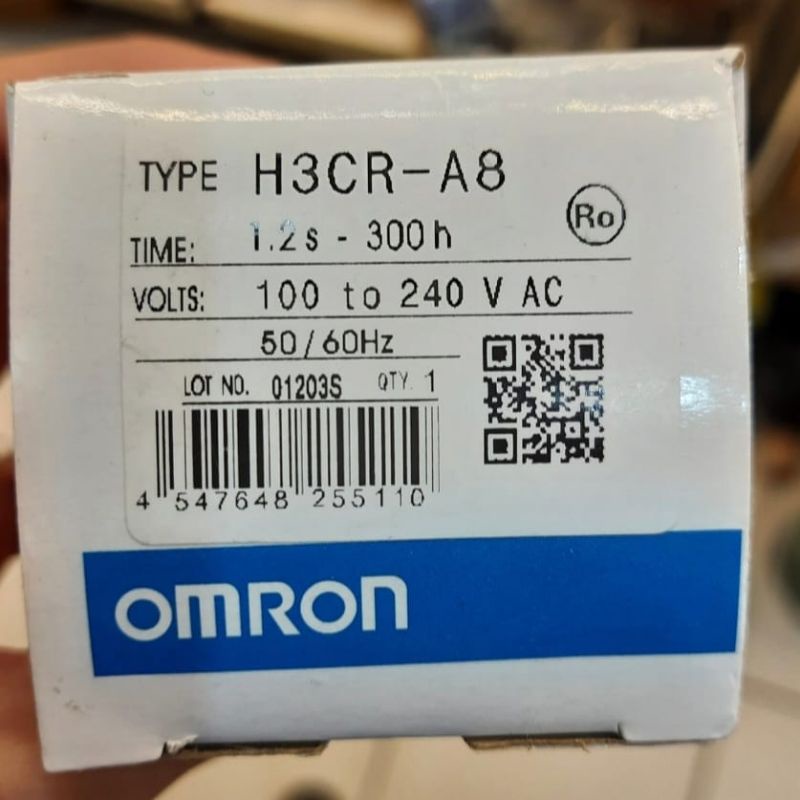 TYPE H3CR-A8
Ro
TIME: 1.2s - 300h
VOLTS: 100 to 240 V AC
50/60Hz
LOT NO. 01203S QTY. 1
4 547648 255110
OMRON